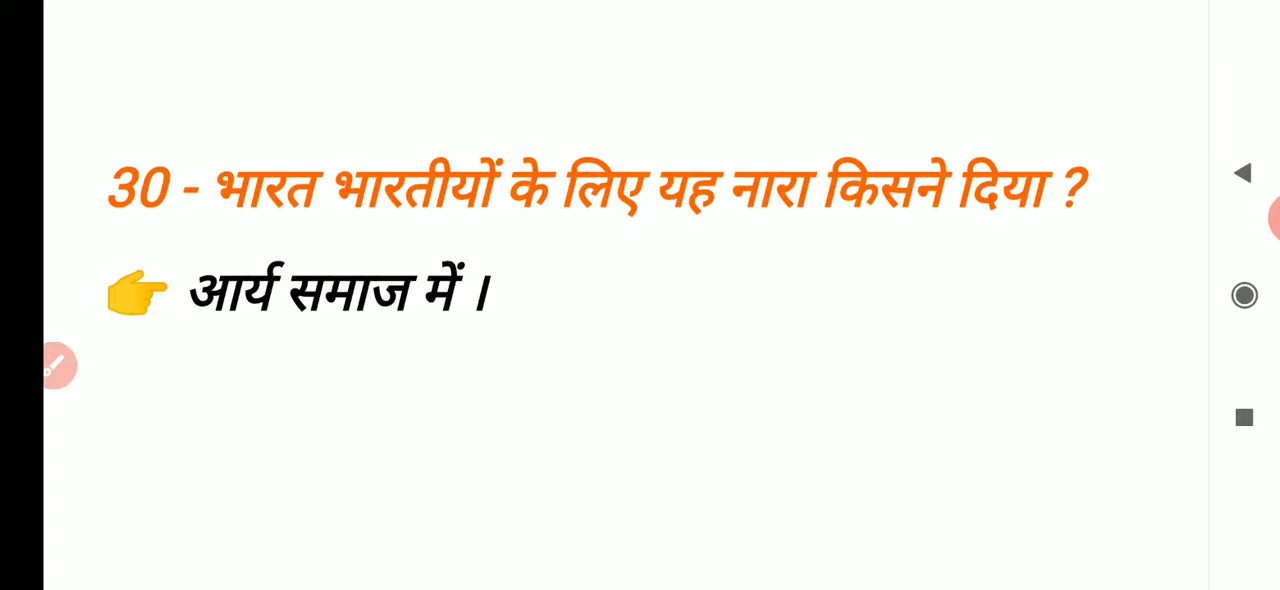 30 - भारत भारतीयों के लिए यह नारा किसने दिया ?
👉 आर्य समाज में ।